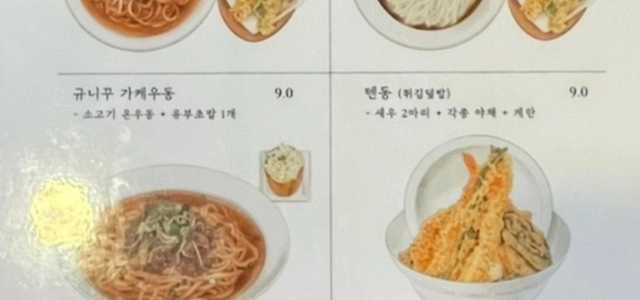 규니꾸 가케우동 9.0
- 소고기 온우동 + 유부초밥 1개
텐동 (튀김덮밥) 9.0
- 새우 2마리 + 각종 야채 + 계란